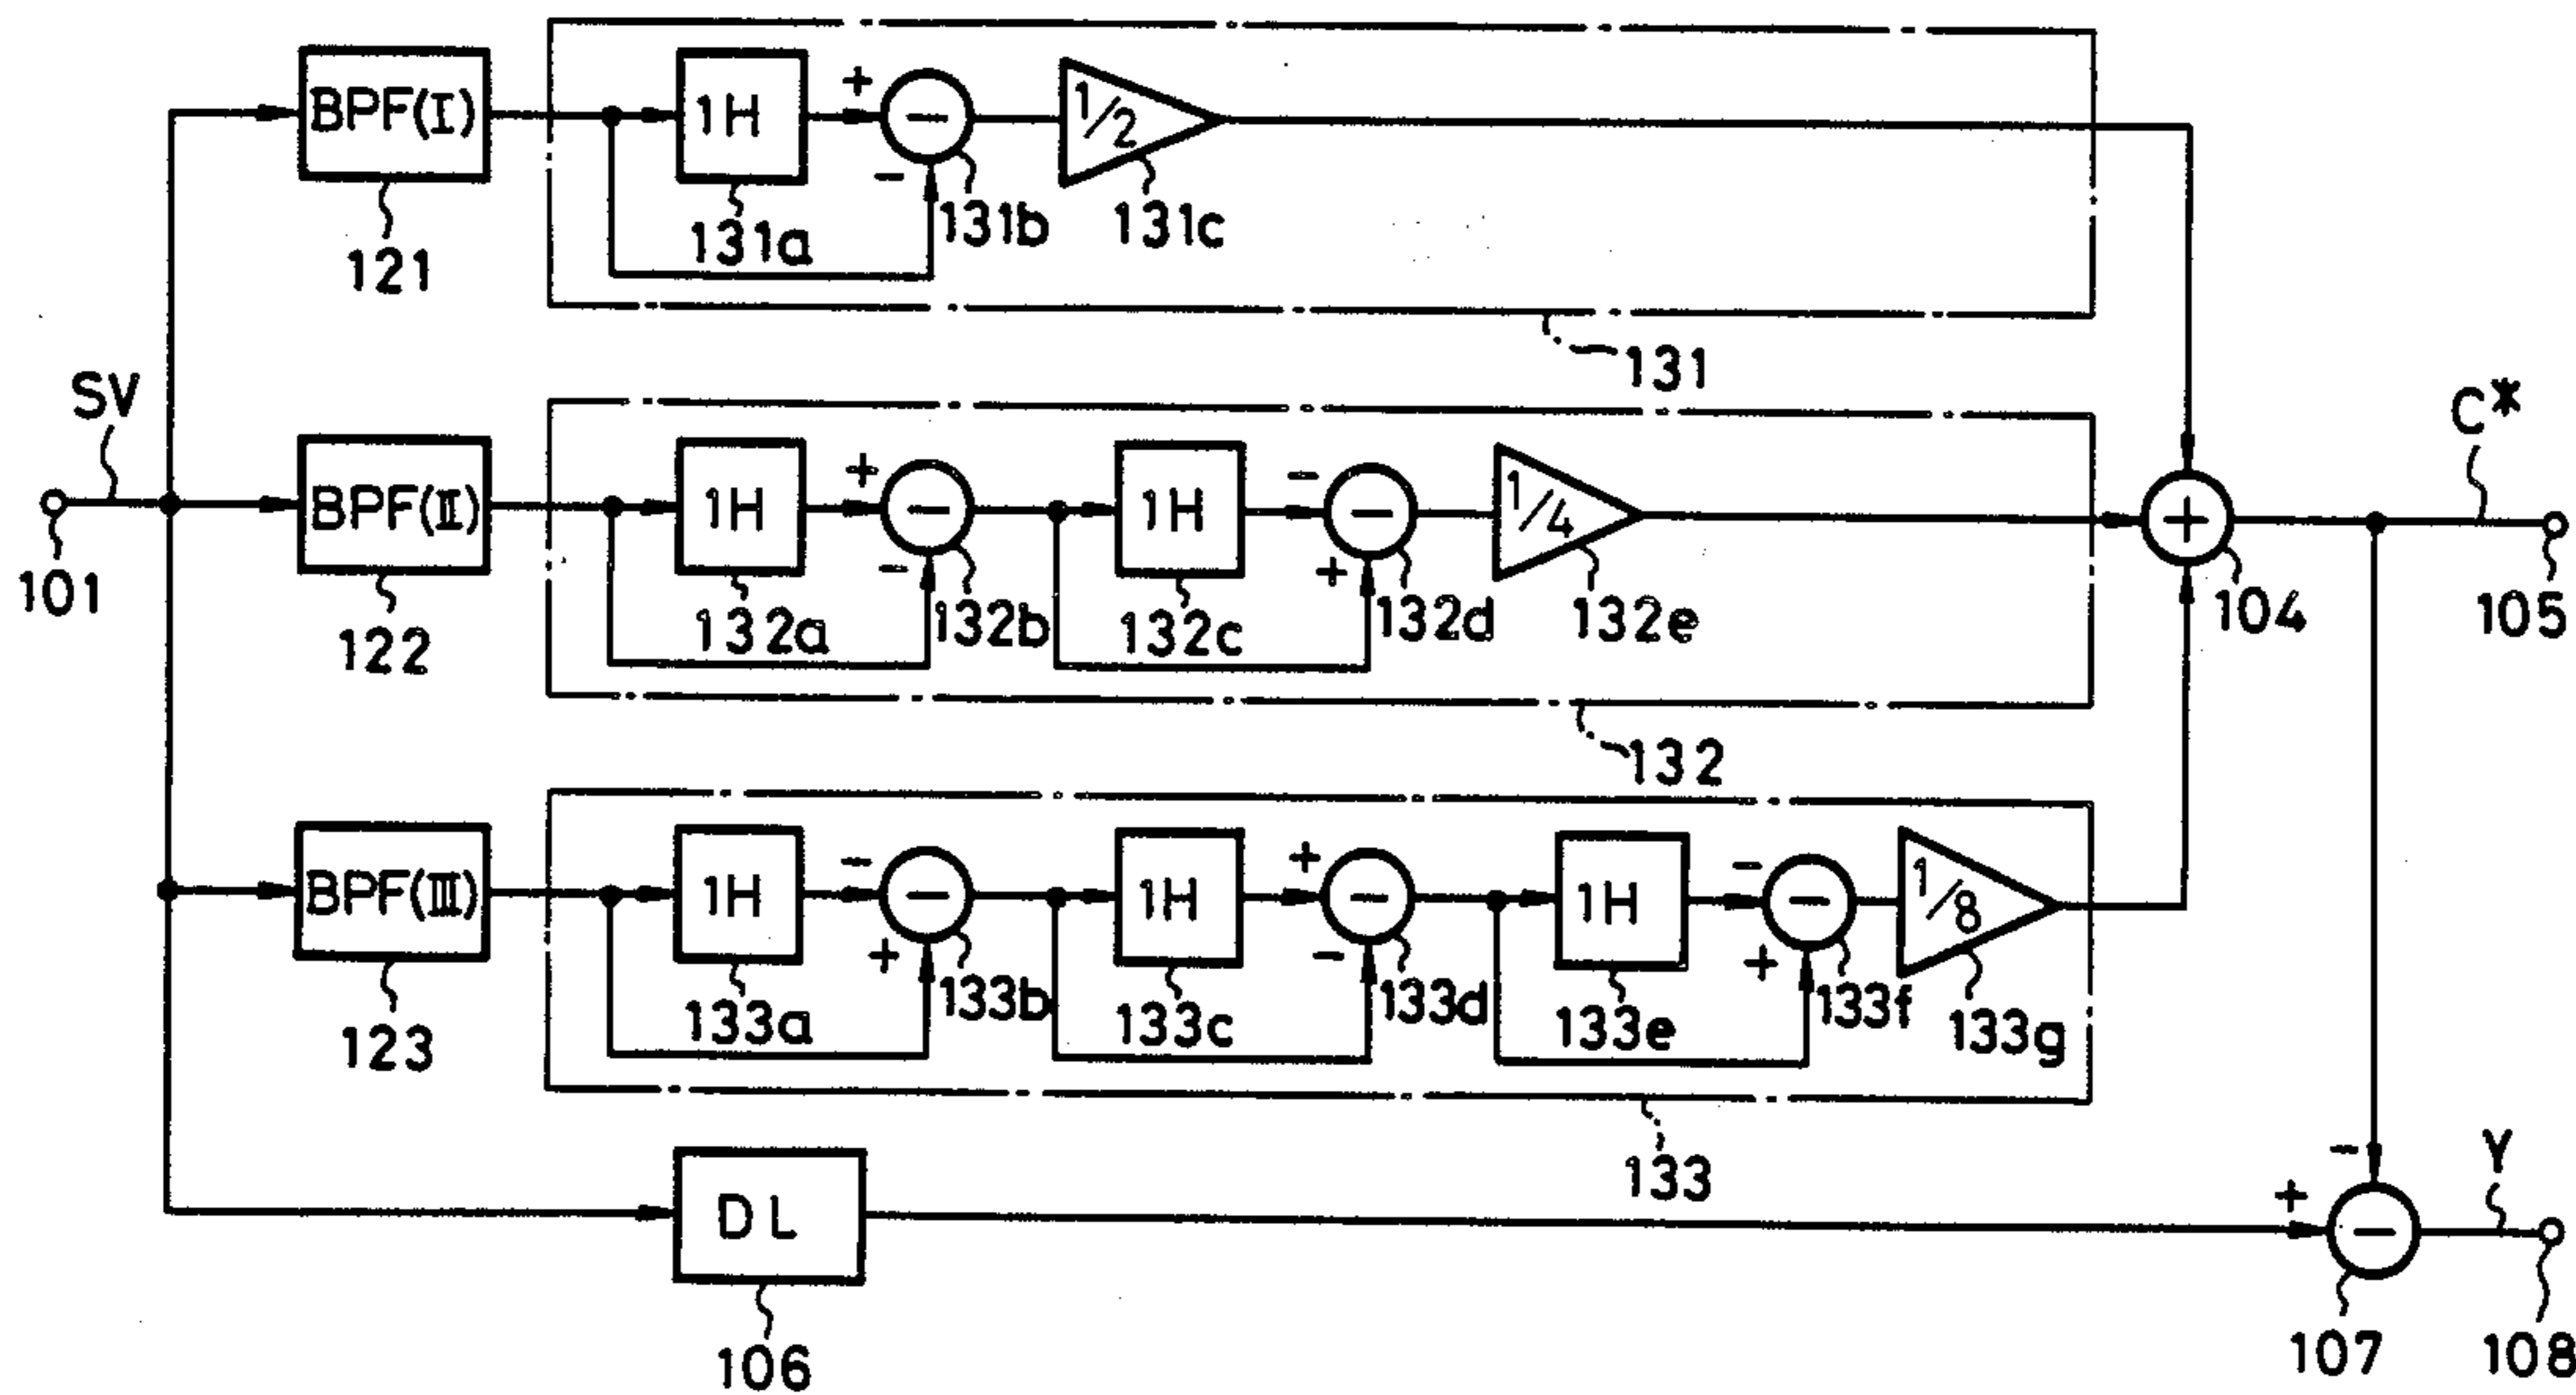 BPF(I)
1H
+
−
−
1/2
121
131a
131b
131c
131
SV
101
BPF(II)
1H
+
−
−
1H
−
−
+
1/4
+
C*
122
132a
132b
132c
132d
132e
104
105
132
BPF(III)
1H
−
−
+
1H
+
−
−
1H
−
−
+
1/8
123
133a
133b
133c
133d
133e
133f
133g
133
DL
−
+
−
Y
106
107
108